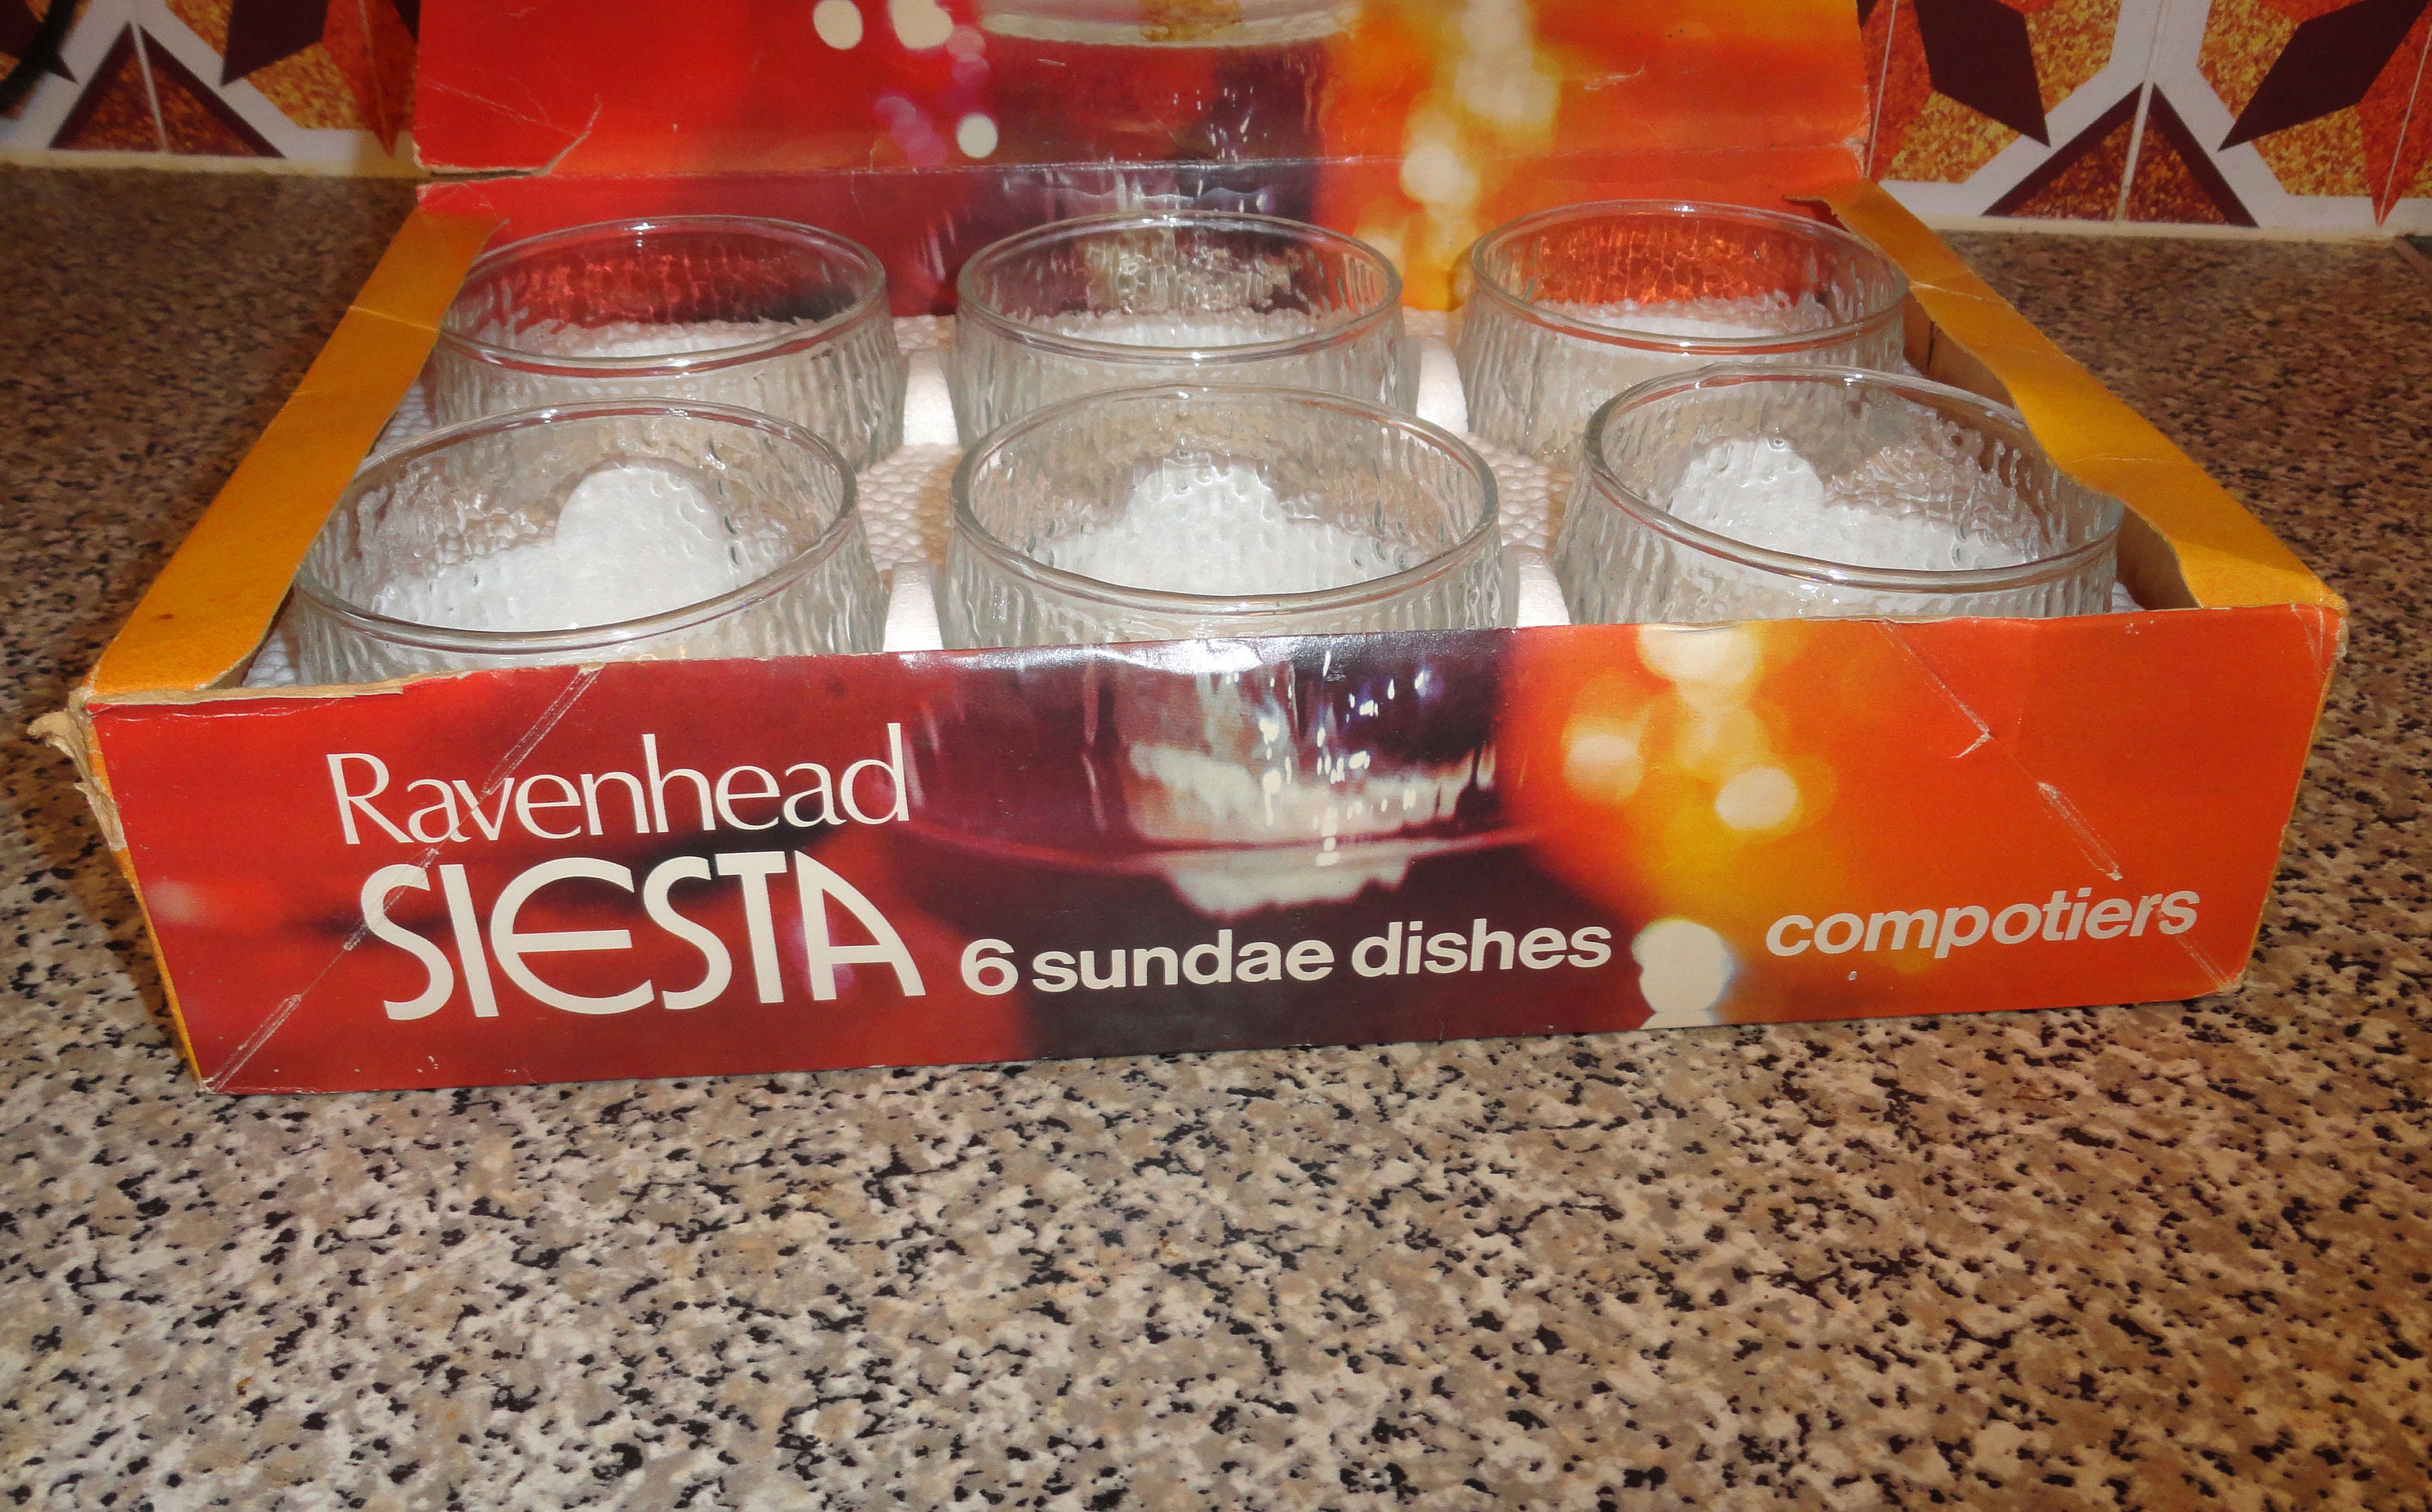 Ravenhead
SIESTA
6 sundae dishes
compotiers